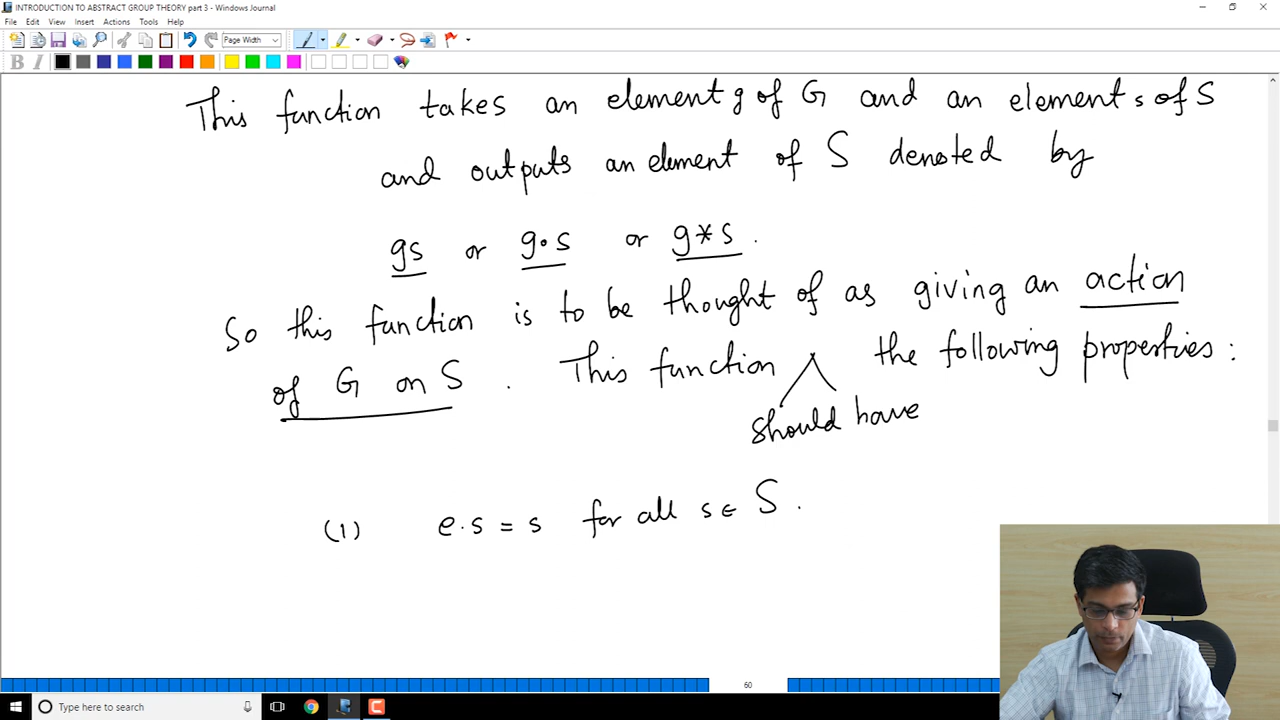 INTRODUCTION TO ABSTRACT GROUP THEORY part 3 - Windows Journal
File Edit View Insert Actions Tools Help
Page Width
B I
This function takes an element g of G and an element s of S
and outputs an element of S denoted by
gs or g·s or g*s .
So this function is to be thought of as giving an action
of G on S . This function the following properties :
should have
(1) e·s = s for all s ∈ S .
60
Type here to search